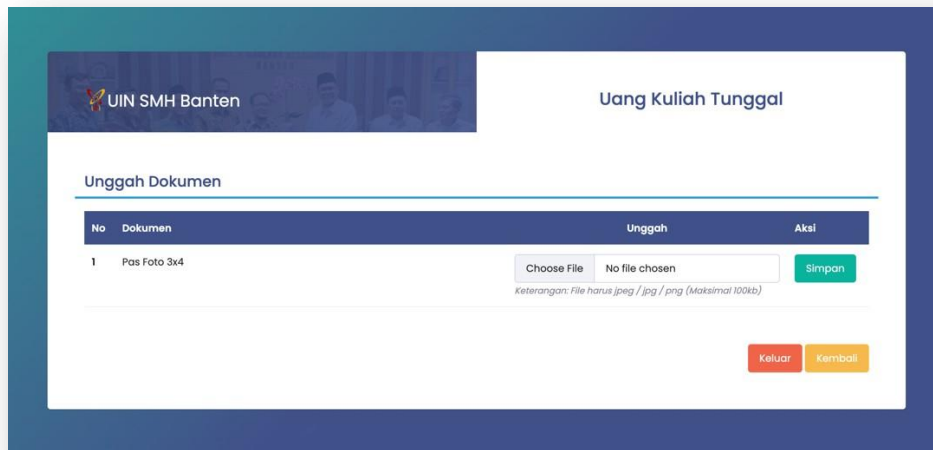 UIN SMH Banten
Uang Kuliah Tunggal
Unggah Dokumen
No Dokumen Unggah Aksi
1 Pas Foto 3x4 Choose File No file chosen Simpan
Keterangan: File harus jpeg / jpg / png (Maksimal 100kb)
Keluar Kembali